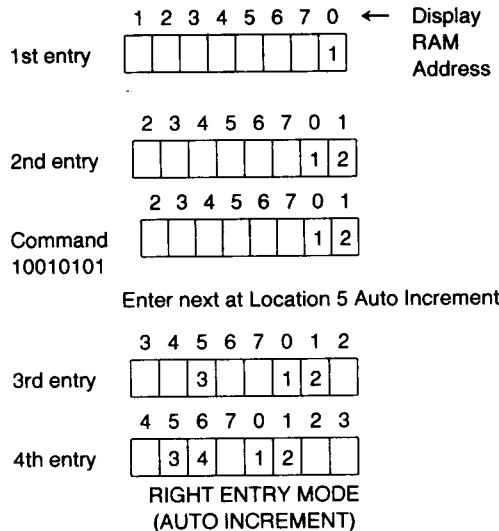 1 2 3 4 5 6 7 0 ← Display
RAM
Address
1st entry 1
2 3 4 5 6 7 0 1
2nd entry 1 2
2 3 4 5 6 7 0 1
Command 1 2
10010101
Enter next at Location 5 Auto Increment
3 4 5 6 7 0 1 2
3rd entry 3 1 2
4 5 6 7 0 1 2 3
4th entry 3 4 1 2
RIGHT ENTRY MODE
(AUTO INCREMENT)